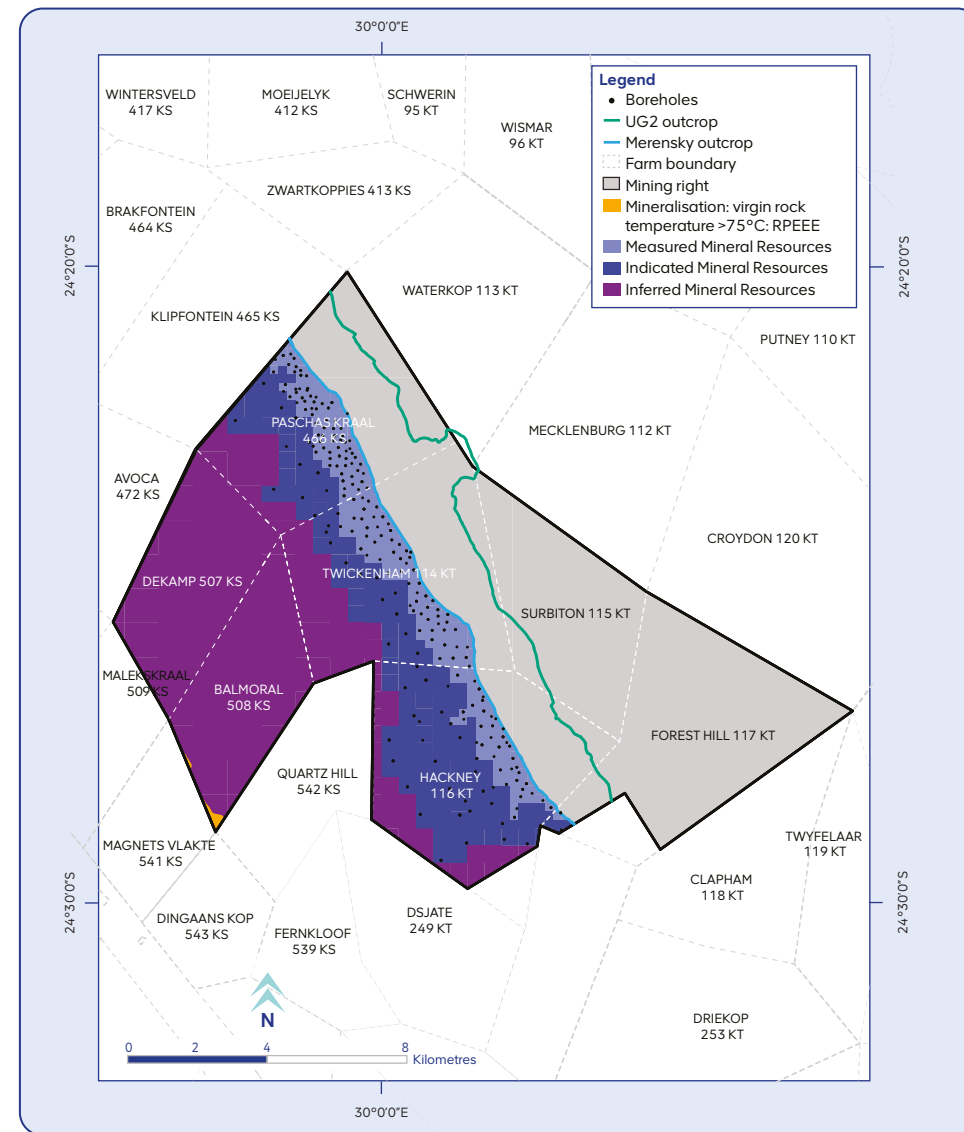 30°0'0"E
WINTERSVELD
417 KS
MOEIJELYK
412 KS
SCHWERIN
95 KT
WISMAR
96 KT
Legend
Boreholes
UG2 outcrop
Merensky outcrop
Farm boundary
Mining right
Mineralisation: virgin rock
temperature >75°C: RPEEE
Measured Mineral Resources
Indicated Mineral Resources
Inferred Mineral Resources
ZWARTKOPPIES 413 KS
BRAKFONTEIN
464 KS
24°20'0"S
24°20'0"S
WATERKOP 113 KT
KLIPFONTEIN 465 KS
PUTNEY 110 KT
PASCHAS KRAAL
466 KS
MECKLENBURG 112 KT
AVOCA
472 KS
CROYDON 120 KT
DEKAMP 507 KS
TWICKENHAM 114 KT
SURBITON 115 KT
MALEKSKRAAL
509 KS
BALMORAL
508 KS
FOREST HILL 117 KT
QUARTZ HILL
542 KS
HACKNEY
116 KT
MAGNETS VLAKTE
541 KS
TWYFELAAR
119 KT
CLAPHAM
118 KT
24°30'0"S
24°30'0"S
DINGAANS KOP
543 KS
FERNKLOOF
539 KS
DSJATE
249 KT
N
DRIEKOP
253 KT
0 2 4 8
Kilometres
30°0'0"E